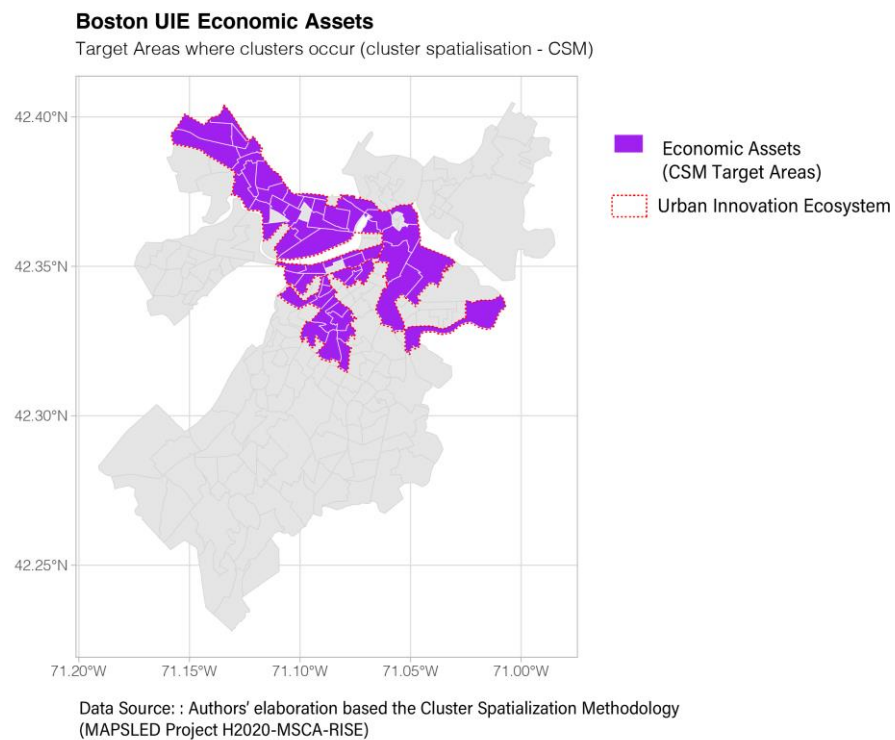 Boston UIE Economic Assets
Target Areas where clusters occur (cluster spatialisation - CSM)
42.40°N
42.35°N
42.30°N
42.25°N
71.20°W
71.15°W
71.10°W
71.05°W
71.00°W
Economic Assets
(CSM Target Areas)
Urban Innovation Ecosystem
Data Source: : Authors' elaboration based the Cluster Spatialization Methodology
(MAPSLED Project H2020-MSCA-RISE)